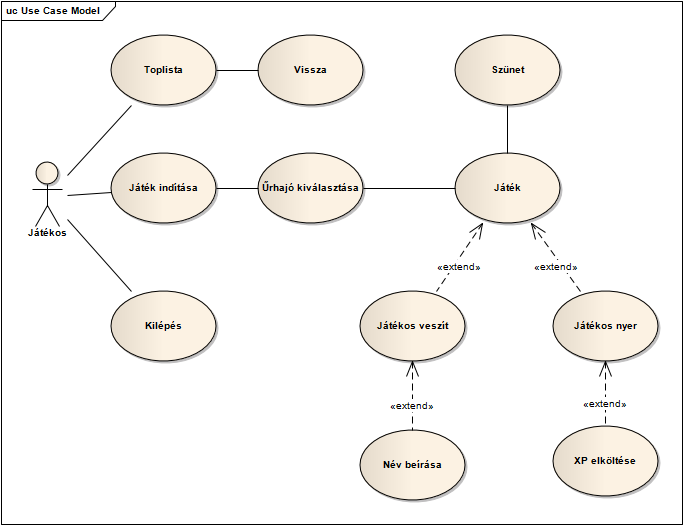 uc Use Case Model
Toplista
Vissza
Szünet
Játékos
Játék indítása
Űrhajó kiválasztása
Játék
«extend»
«extend»
Kilépés
Játékos veszít
Játékos nyer
«extend»
«extend»
Név beírása
XP elköltése